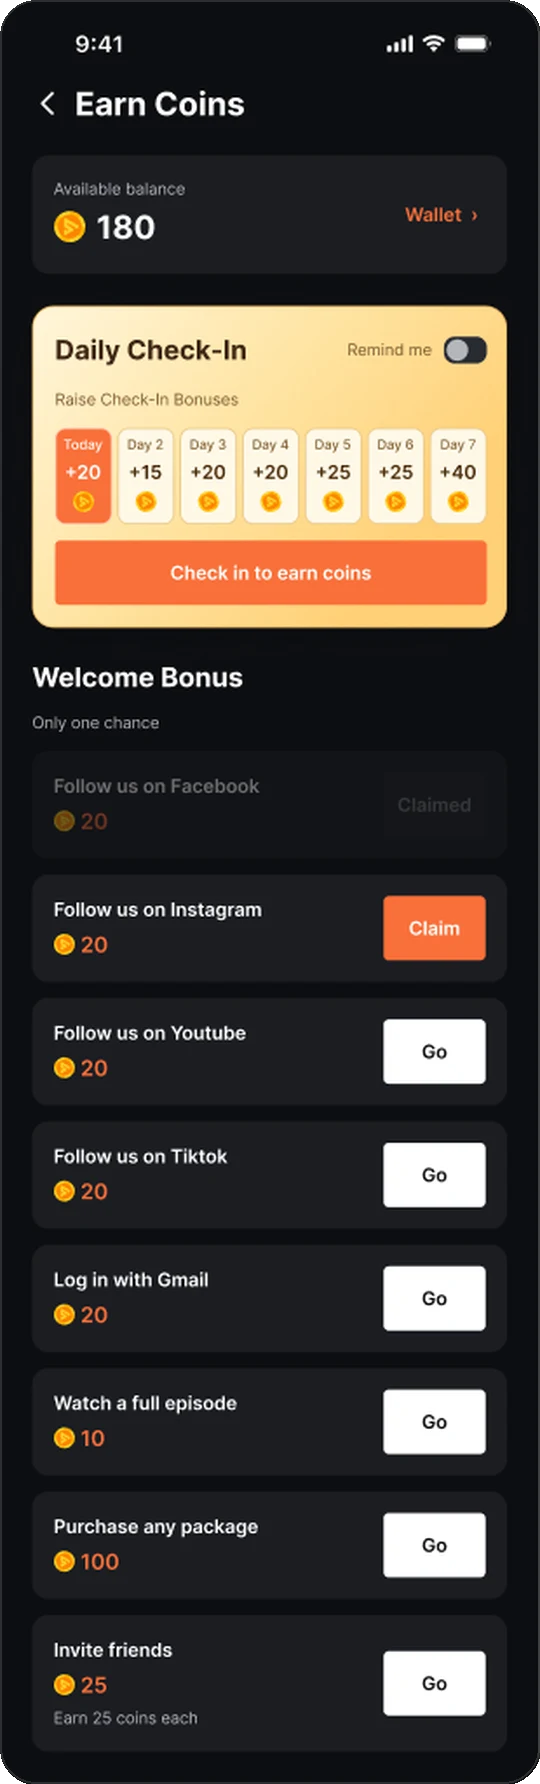 9:41
Earn Coins
Available balance
180
Wallet ›
Daily Check-In
Remind me
Raise Check-In Bonuses
Today Day 2 Day 3 Day 4 Day 5 Day 6 Day 7
+20 +15 +20 +20 +25 +25 +40
Check in to earn coins
Welcome Bonus
Only one chance
Follow us on Facebook
20
Claimed
Follow us on Instagram
20
Claim
Follow us on Youtube
20
Go
Follow us on Tiktok
20
Go
Log in with Gmail
20
Go
Watch a full episode
10
Go
Purchase any package
100
Go
Invite friends
25
Earn 25 coins each
Go